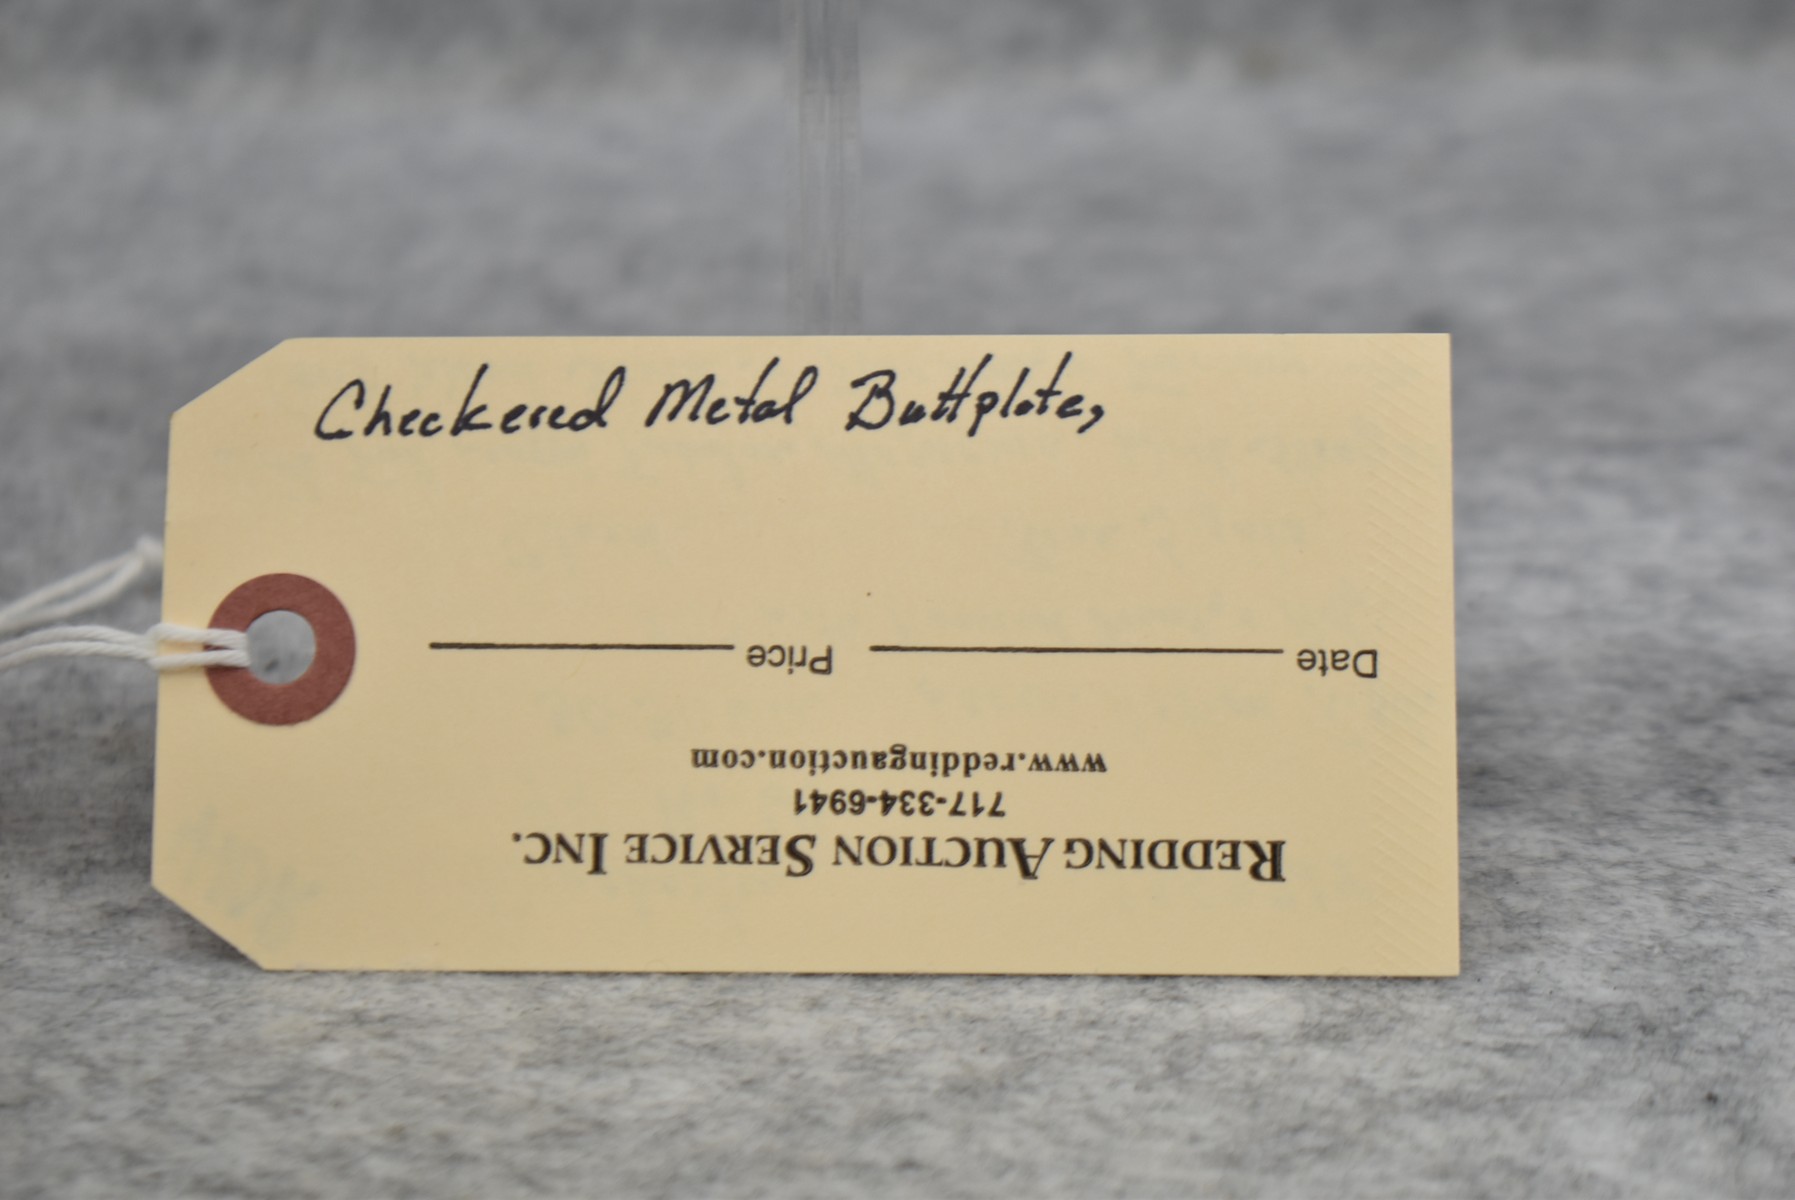 Checkered Metal Buttplate,
REDDING AUCTION SERVICE INC.
717-334-6941
www.reddingauction.com
Date Price